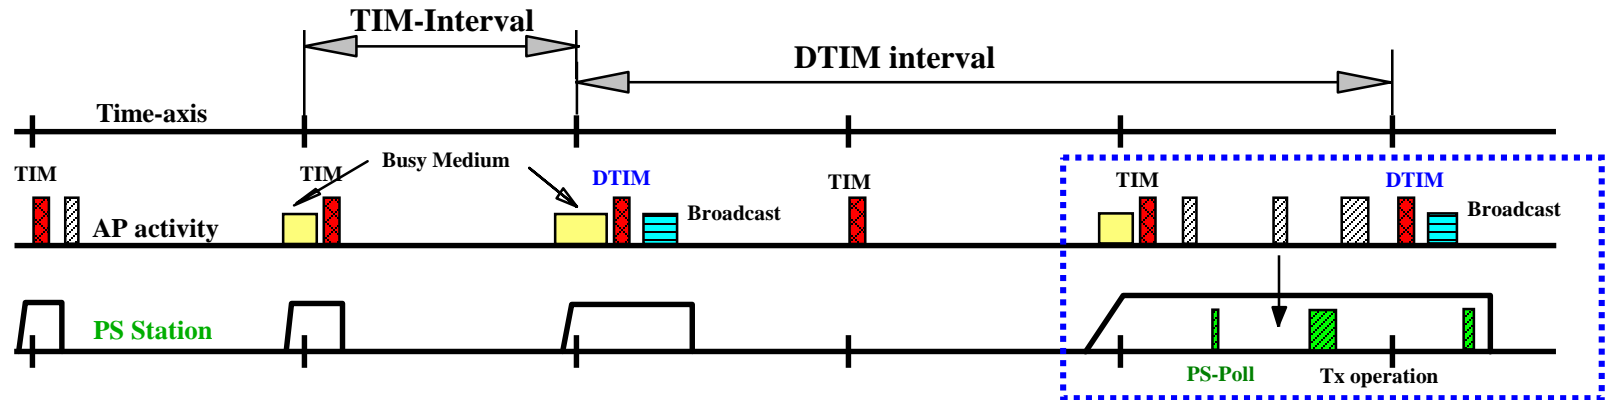 TIM-Interval
DTIM interval
Time-axis
Busy Medium
TIM
TIM
DTIM
TIM
TIM
DTIM
Broadcast
Broadcast
AP activity
PS Station
PS-Poll
Tx operation